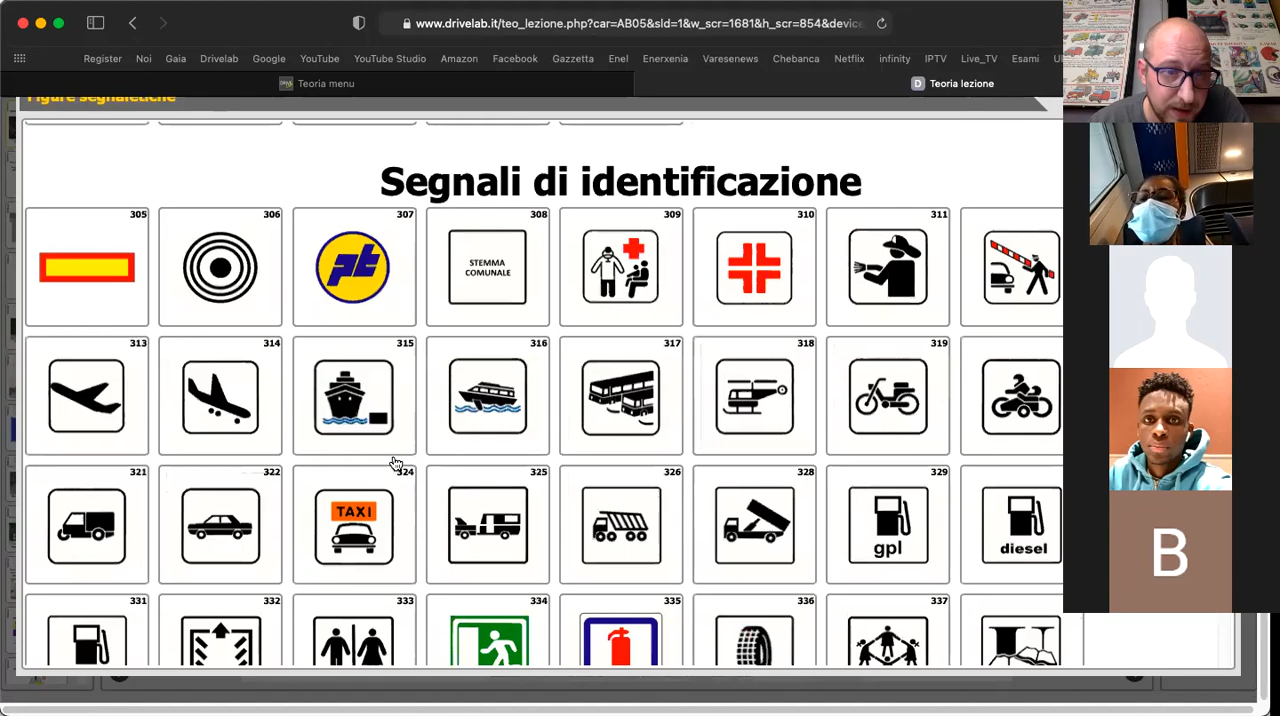 www.drivelab.it/teo_lezione.php?car=AB05&sld=1&w_scr=1681&h_scr=854&device
Register Noi Gaia Drivelab Google YouTube YouTube Studio Amazon Facebook Gazzetta Enel Enerxenia Varesenews Chebanca Netflix infinity IPTV Live_TV Esami
Teoria menu
D Teoria lezione
Figure segnaletiche
Segnali di identificazione
305 306 307 308 309 310 311
pt
STEMMA
COMUNALE
313 314 315 316 317 318 319
321 322 324 325 326 328 329
TAXI
gpl
diesel
331 332 333 334 335 336 337
B